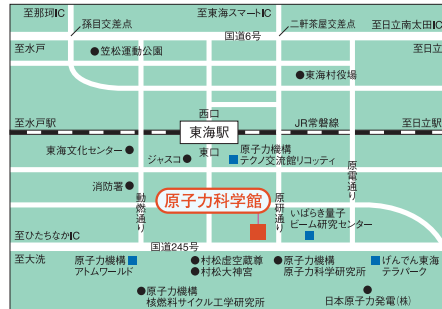 至那珂IC
至東海スマートIC
孫目交差点
二軒茶屋交差点
至日立南太田IC
国道6号
至水戸
至日立
笠松運動公園
東海村役場
西口
至水戸駅
東海駅
JR常磐線
至日立駅
東口
東海文化センター
ジャスコ
原子力機構
テクノ交流館リコッティ
原電通り
消防署
動燃通り
原子力科学館
原研通り
いばらき量子
ビーム研究センター
至ひたちなかIC
国道245号
至大洗
原子力機構
アトムワールド
村松虚空蔵尊
村松大神宮
原子力機構
原子力科学研究所
げんでん東海
テラパーク
原子力機構
核燃料サイクル工学研究所
日本原子力発電(株)